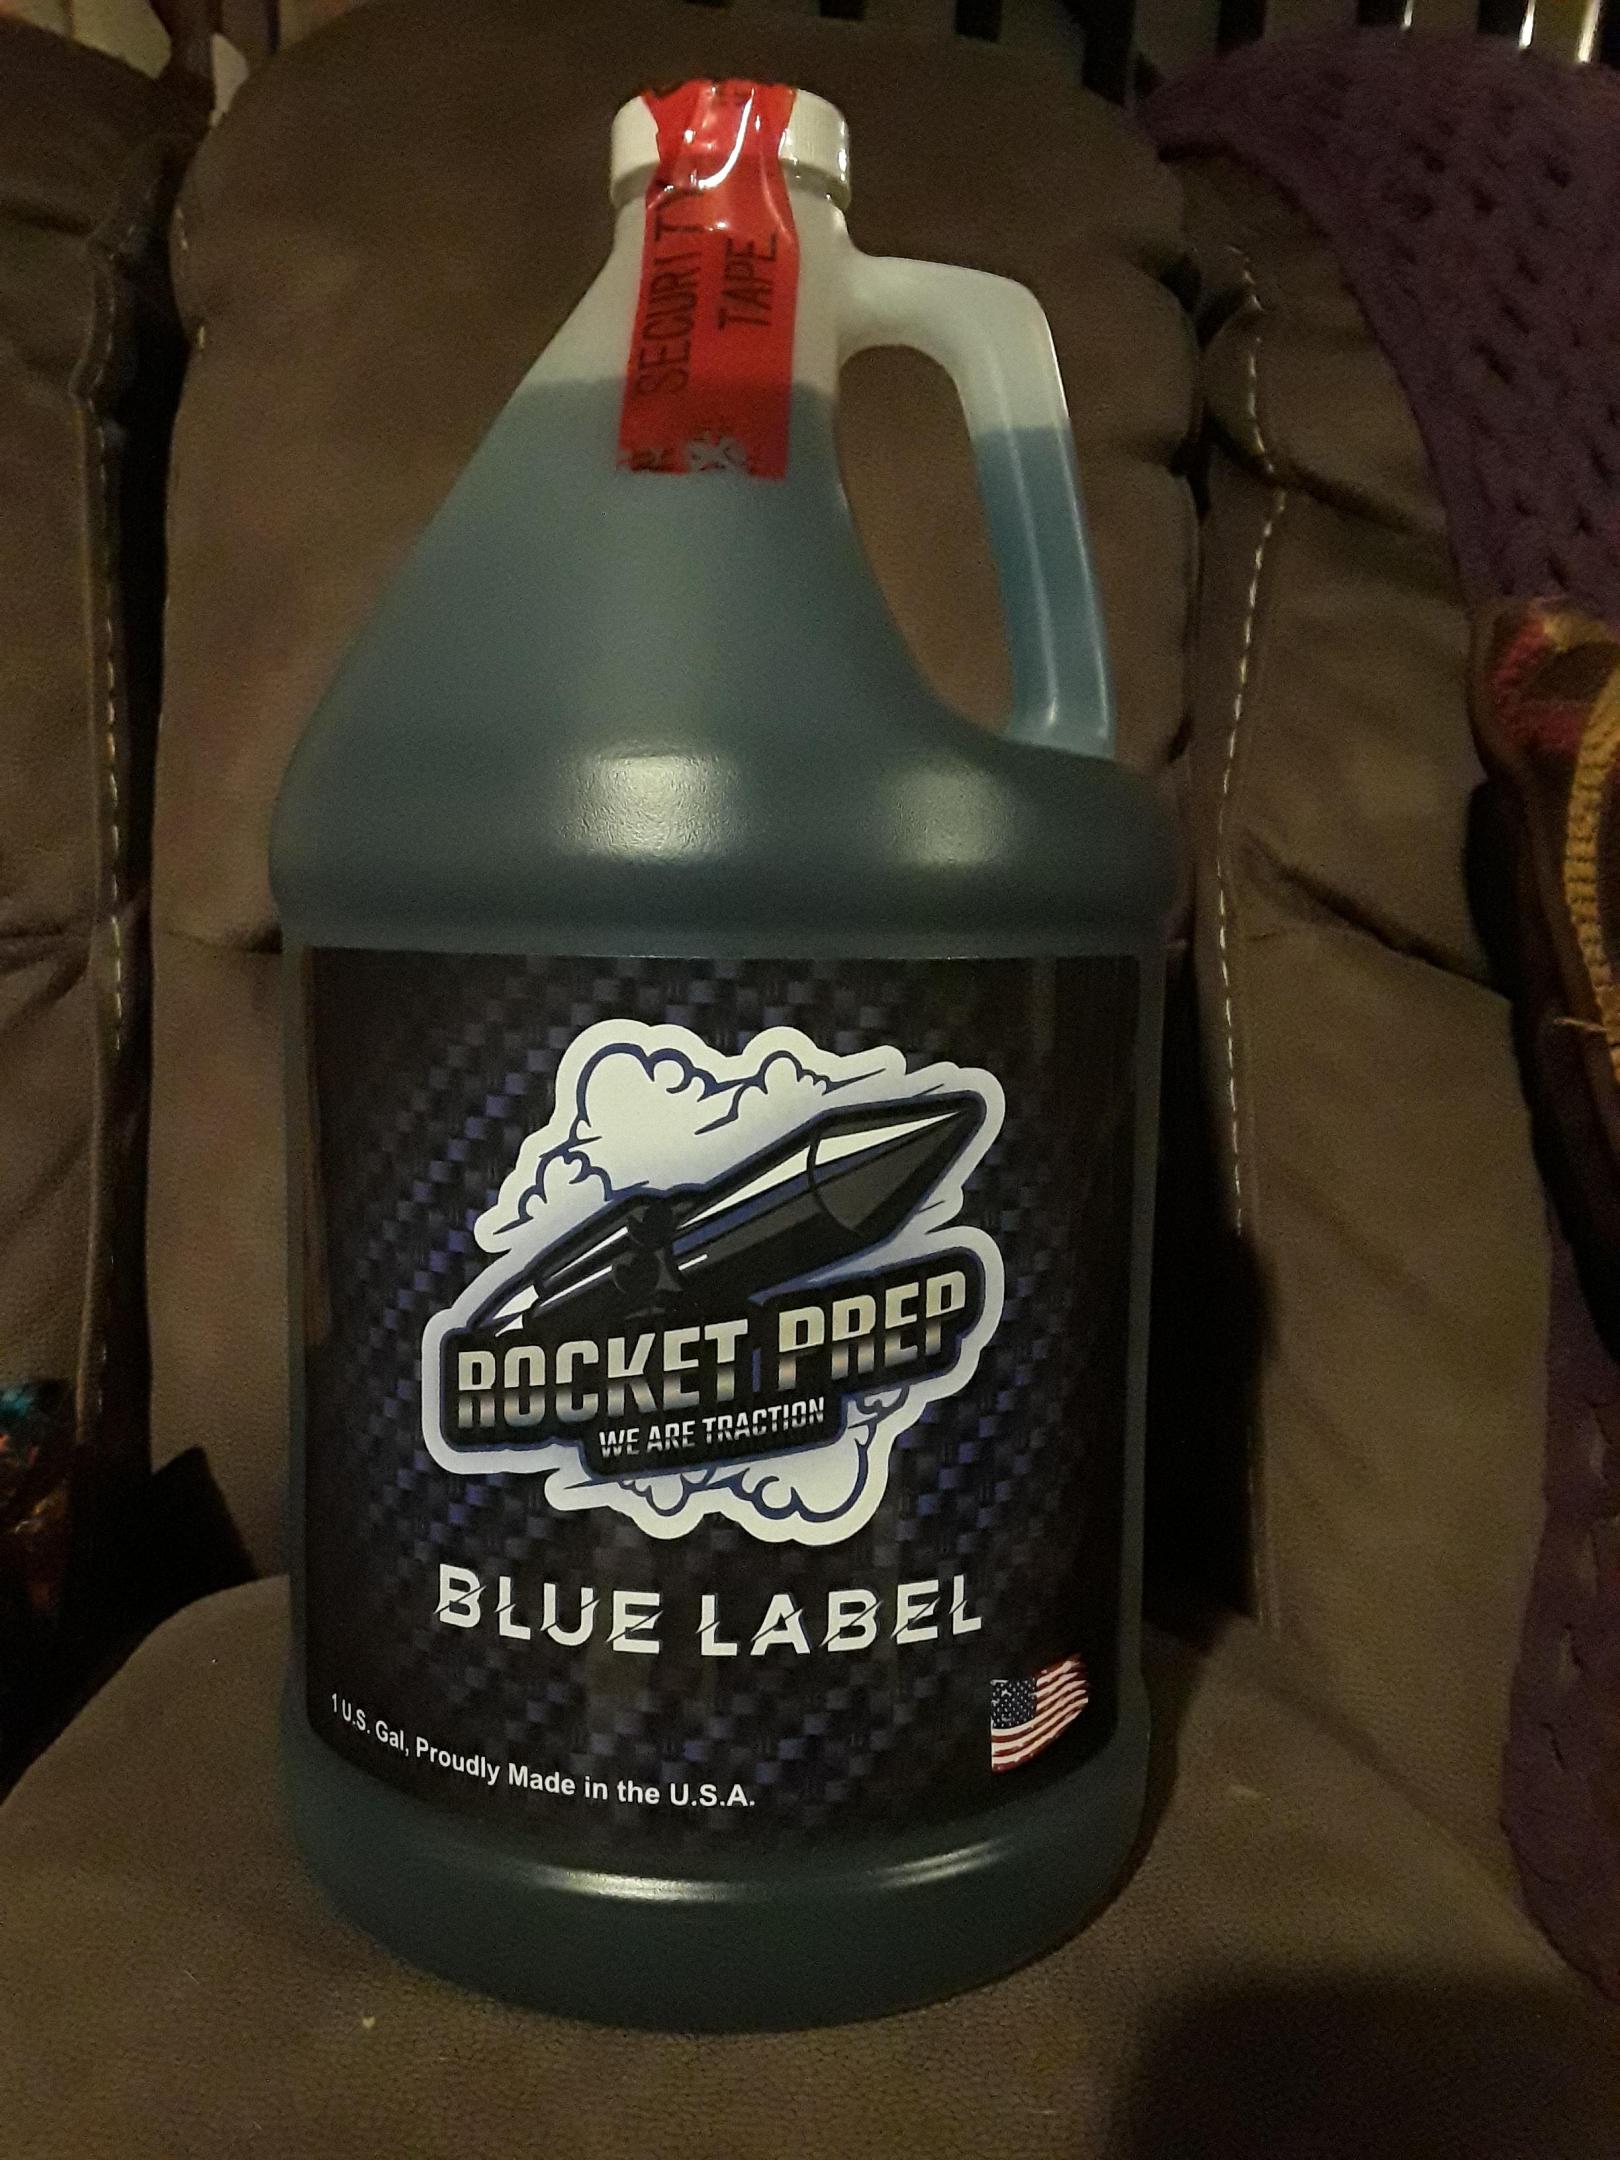 SECURITY
TAPE
ROCKET PREP
WE ARE TRACTION
BLUE LABEL
1 U.S. Gal, Proudly Made in the U.S.A.